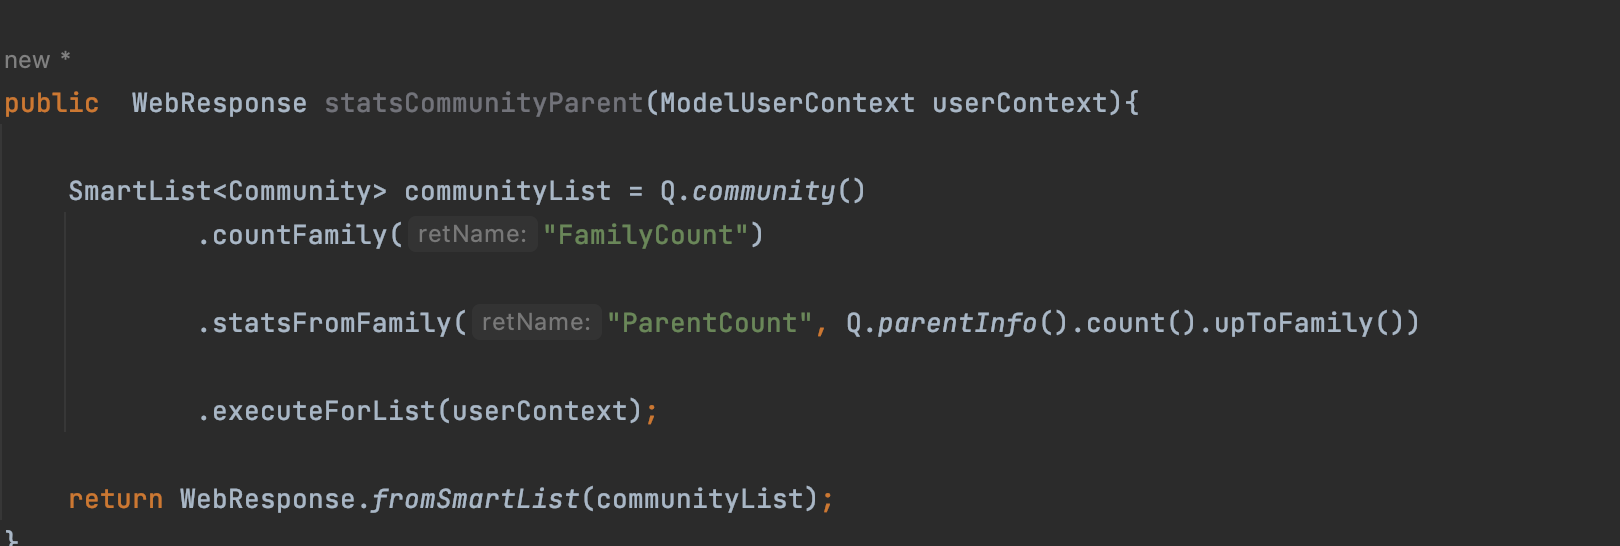 new *
public  WebResponse statsCommunityParent(ModelUserContext userContext){
SmartList<Community> communityList = Q.community()
.countFamily( retName: "FamilyCount")
.statsFromFamily( retName: "ParentCount", Q.parentInfo().count().upToFamily())
.executeForList(userContext);
return WebResponse.fromSmartList(communityList);
}